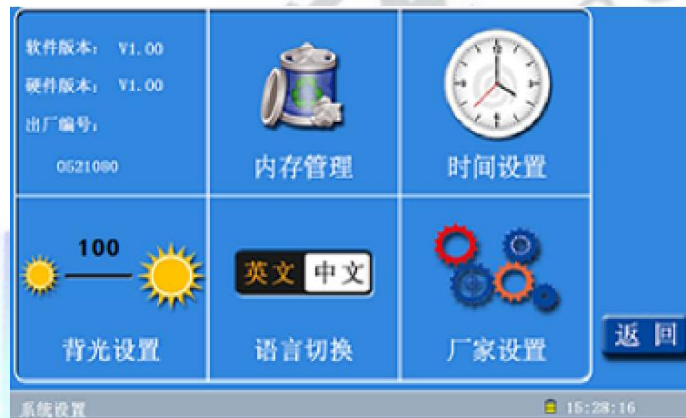 软件版本： V1.00
硬件版本： V1.00
出厂编号：
0521080
内存管理
时间设置
100
背光设置
英文 中文
语言切换
厂家设置
返 回
系统设置
15:28:16